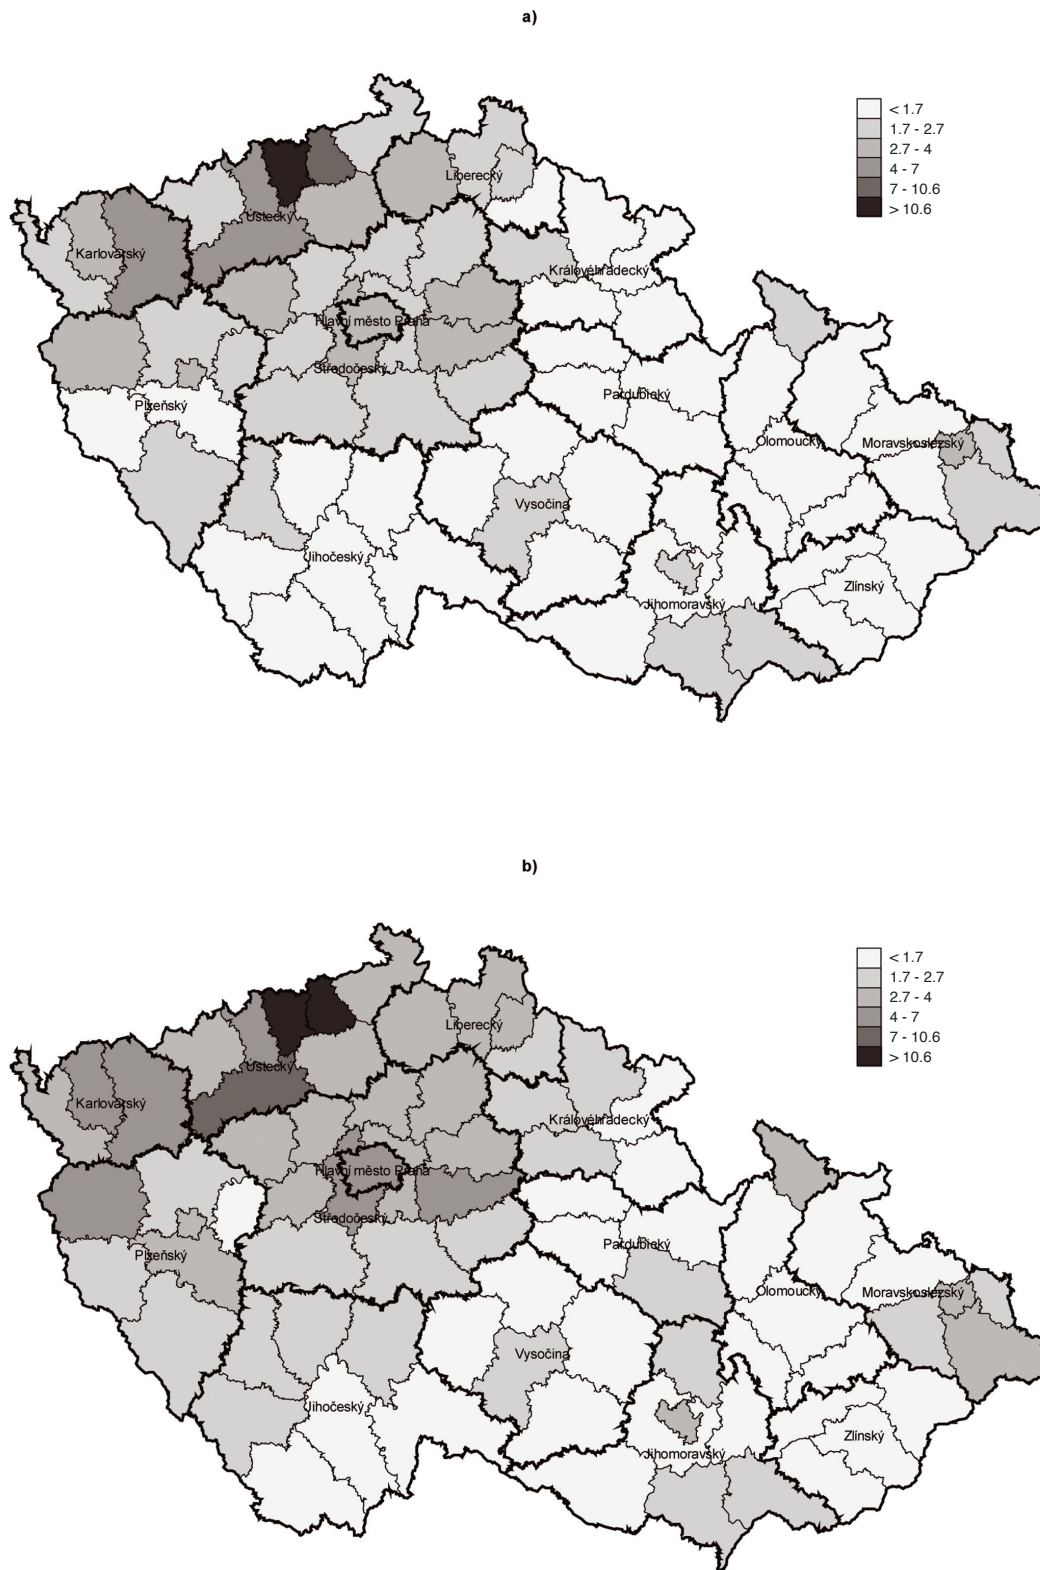 a)
< 1.7
1.7 - 2.7
2.7 - 4
4 - 7
7 - 10.6
> 10.6
Liberecký
Ústecký
Karlovarský
Královéhradecký
Hlavní město Praha
Středočeský
Pardubický
Plzeňský
Olomoucký
Moravskoslezský
Vysočina
Jihočeský
Zlínský
Jihomoravský
b)
< 1.7
1.7 - 2.7
2.7 - 4
4 - 7
7 - 10.6
> 10.6
Liberecký
Ústecký
Karlovarský
Královéhradecký
Hlavní město Praha
Středočeský
Pardubický
Plzeňský
Olomoucký
Moravskoslezský
Vysočina
Jihočeský
Zlínský
Jihomoravský